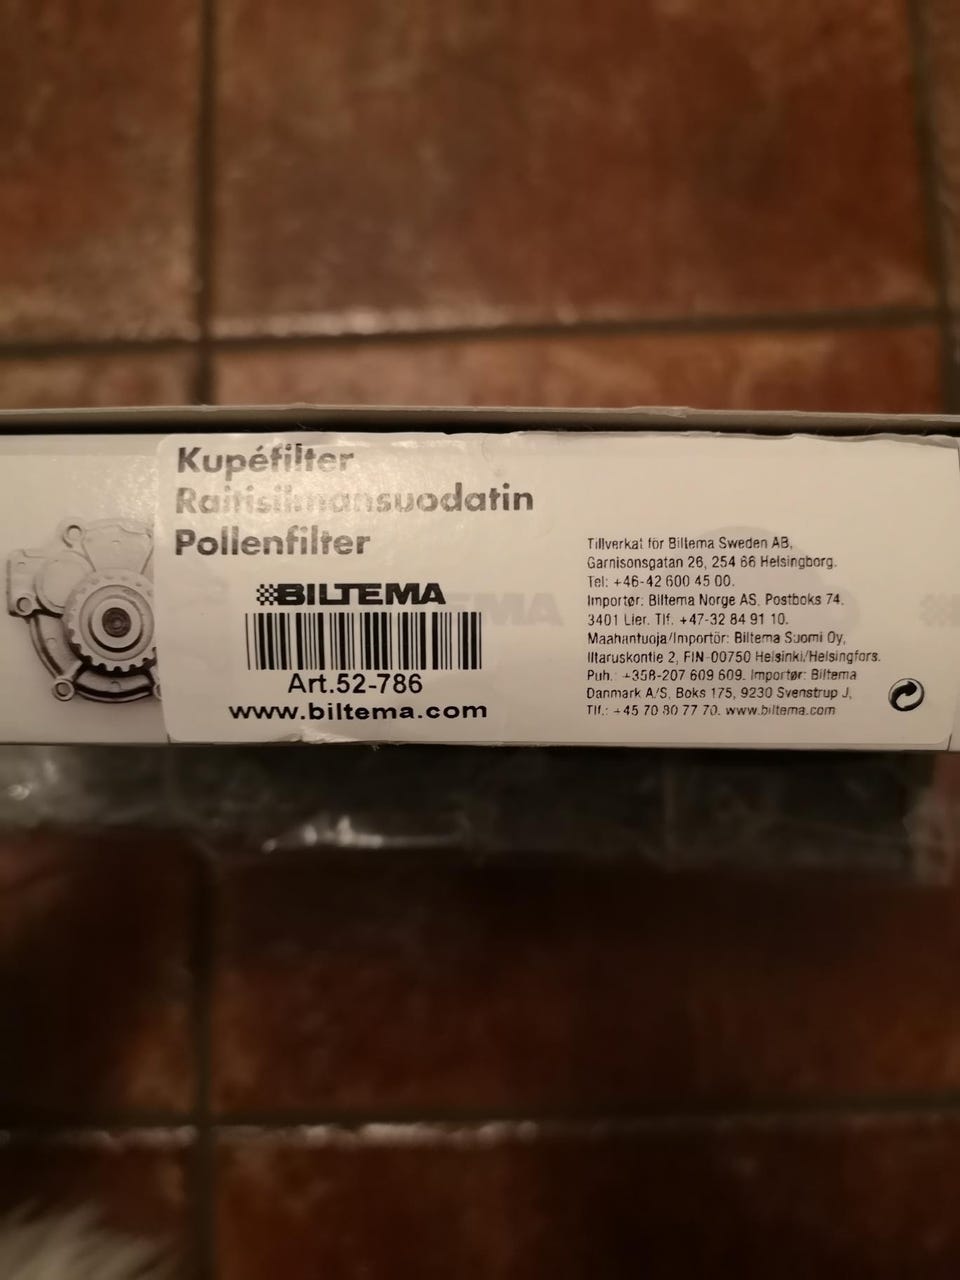 Kupéfilter
Raitisilmansuodatin
Pollenfilter
BILTEMA
Art.52-786
www.biltema.com
Tillverkat för Biltema Sweden AB,
Garnisonsgatan 26, 254 66 Helsingborg.
Tel: +46-42 600 45 00.
Importør: Biltema Norge AS, Postboks 74,
3401 Lier. Tlf. +47-32 84 91 10.
Maahantuoja/Importör: Biltema Suomi Oy,
Iltaruskontie 2, FIN-00750 Helsinki/Helsingfors.
Puh.: +358-207 609 609. Importør: Biltema
Danmark A/S, Boks 175, 9230 Svenstrup J,
Tlf.: +45 70 80 77 70. www.biltema.com